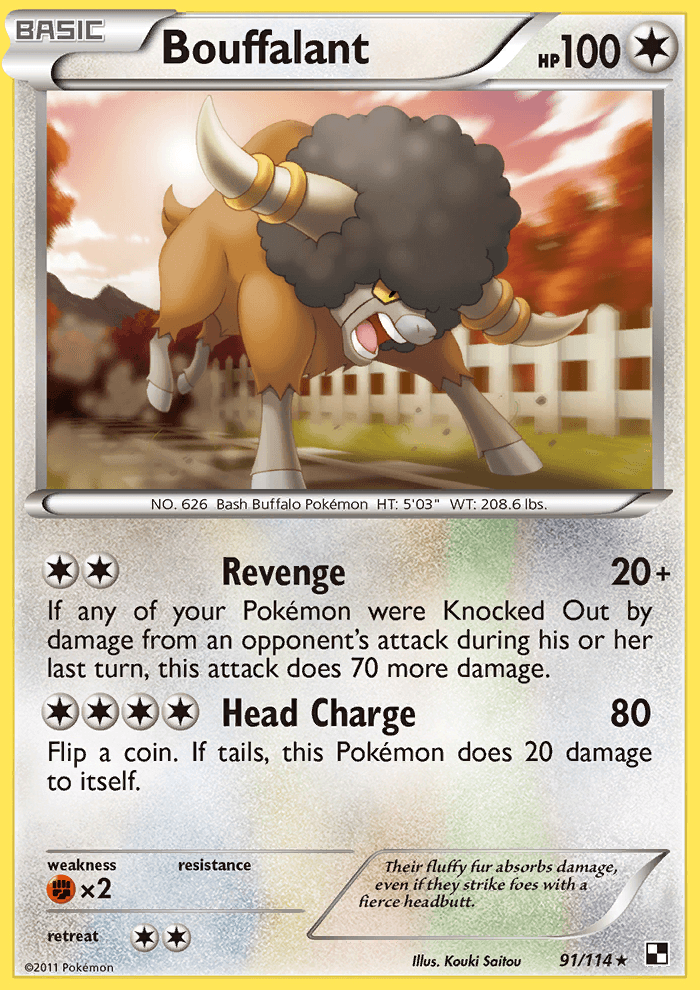 BASIC
Bouffalant
HP100
NO. 626 Bash Buffalo Pokémon HT: 5'03" WT: 208.6 lbs.
Revenge 20+
If any of your Pokémon were Knocked Out by
damage from an opponent's attack during his or her
last turn, this attack does 70 more damage.
Head Charge 80
Flip a coin. If tails, this Pokémon does 20 damage
to itself.
weakness resistance
×2
retreat
Their fluffy fur absorbs damage,
even if they strike foes with a
fierce headbutt.
Illus. Kouki Saitou 91/114★
©2011 Pokémon